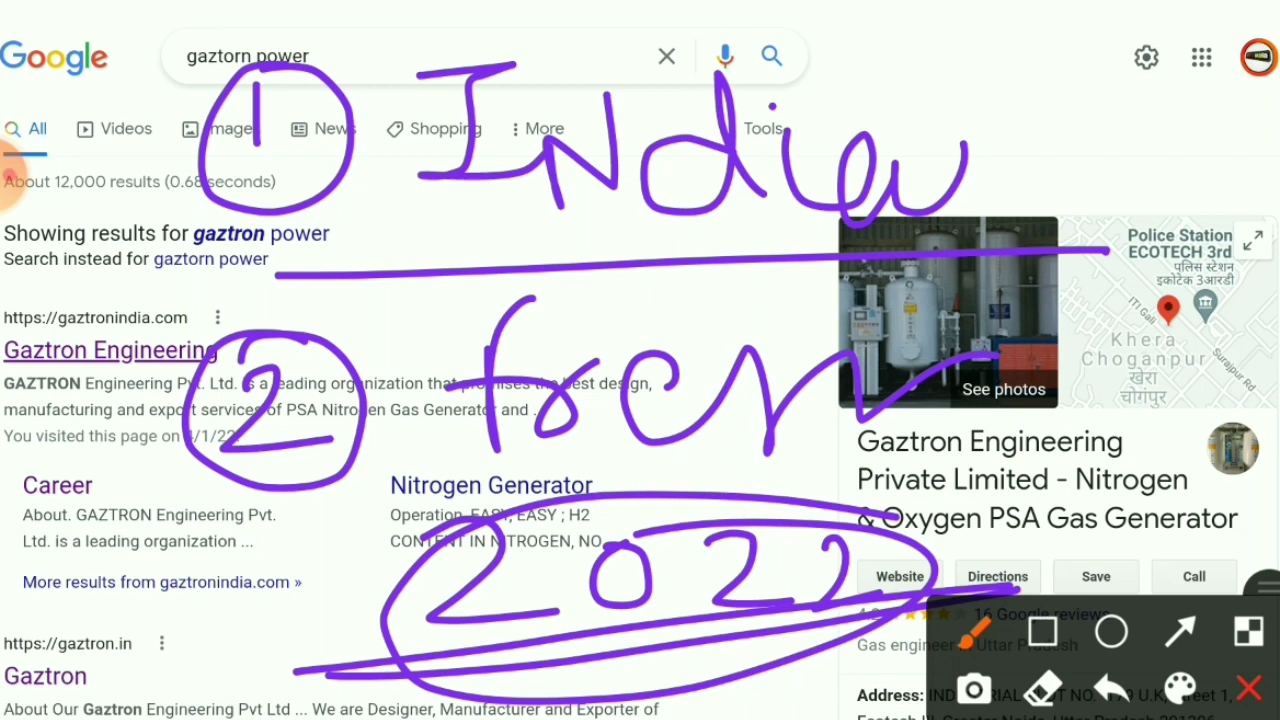 Google
gaztorn power
All Videos Images News Shopping More Tools
About 12,000 results (0.68 seconds)
Showing results for gaztron power
Search instead for gaztorn power
https://gaztronindia.com
Gaztron Engineering
GAZTRON Engineering Pvt. Ltd. is a leading organization that promises the best design,
manufacturing and export services of PSA Nitrogen Gas Generator and ...
You visited this page on /1/22
Career
About. GAZTRON Engineering Pvt.
Ltd. is a leading organization ...
Nitrogen Generator
Operation, EASY, EASY ; H2
CONTENT IN NITROGEN, NO
More results from gaztronindia.com »
https://gaztron.in
Gaztron
About Our Gaztron Engineering Pvt Ltd ... We are Designer, Manufacturer and Exporter of
1 India
2
2022
Police Station
ECOTECH 3rd
पुलिस स्टेशन
इकोटेक 3आरडी
ITI Gali
Khera
Choganpur
खेरा
चोगंपुर
Surajpur Rd
See photos
Gaztron Engineering
Private Limited - Nitrogen
& Oxygen PSA Gas Generator
Website Directions Save Call
16 Google reviews
Gas engineer in Uttar Pradesh
Address: